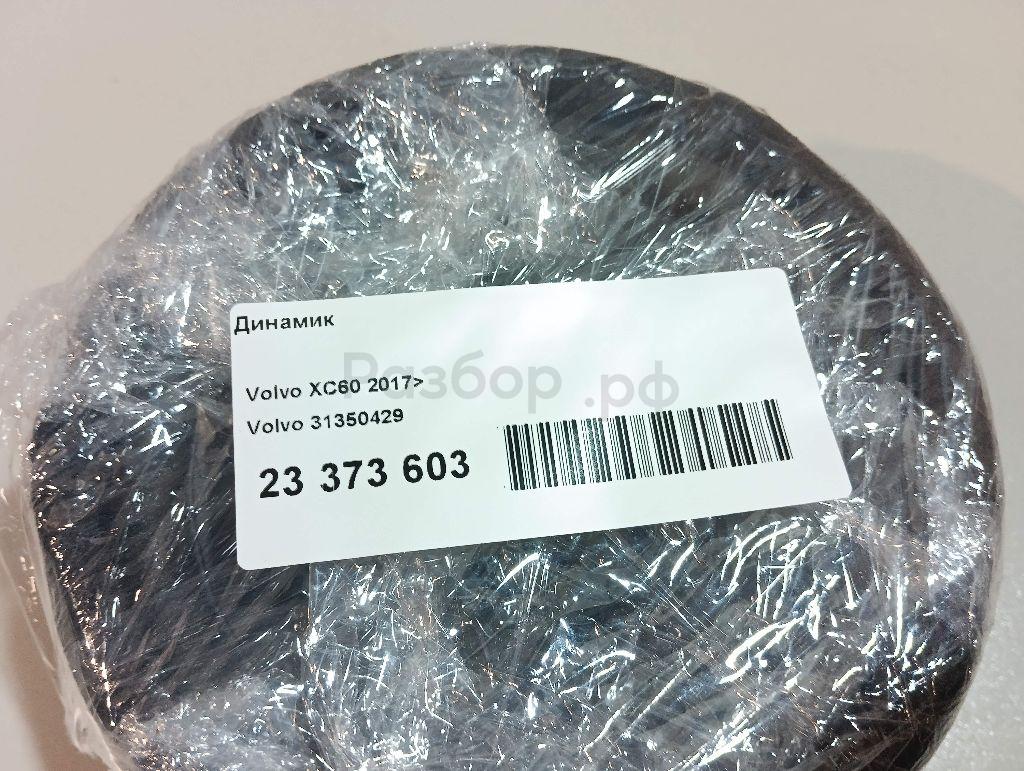 Динамик
Разбор.рф
Volvo XC60 2017>
Volvo 31350429
23 373 603